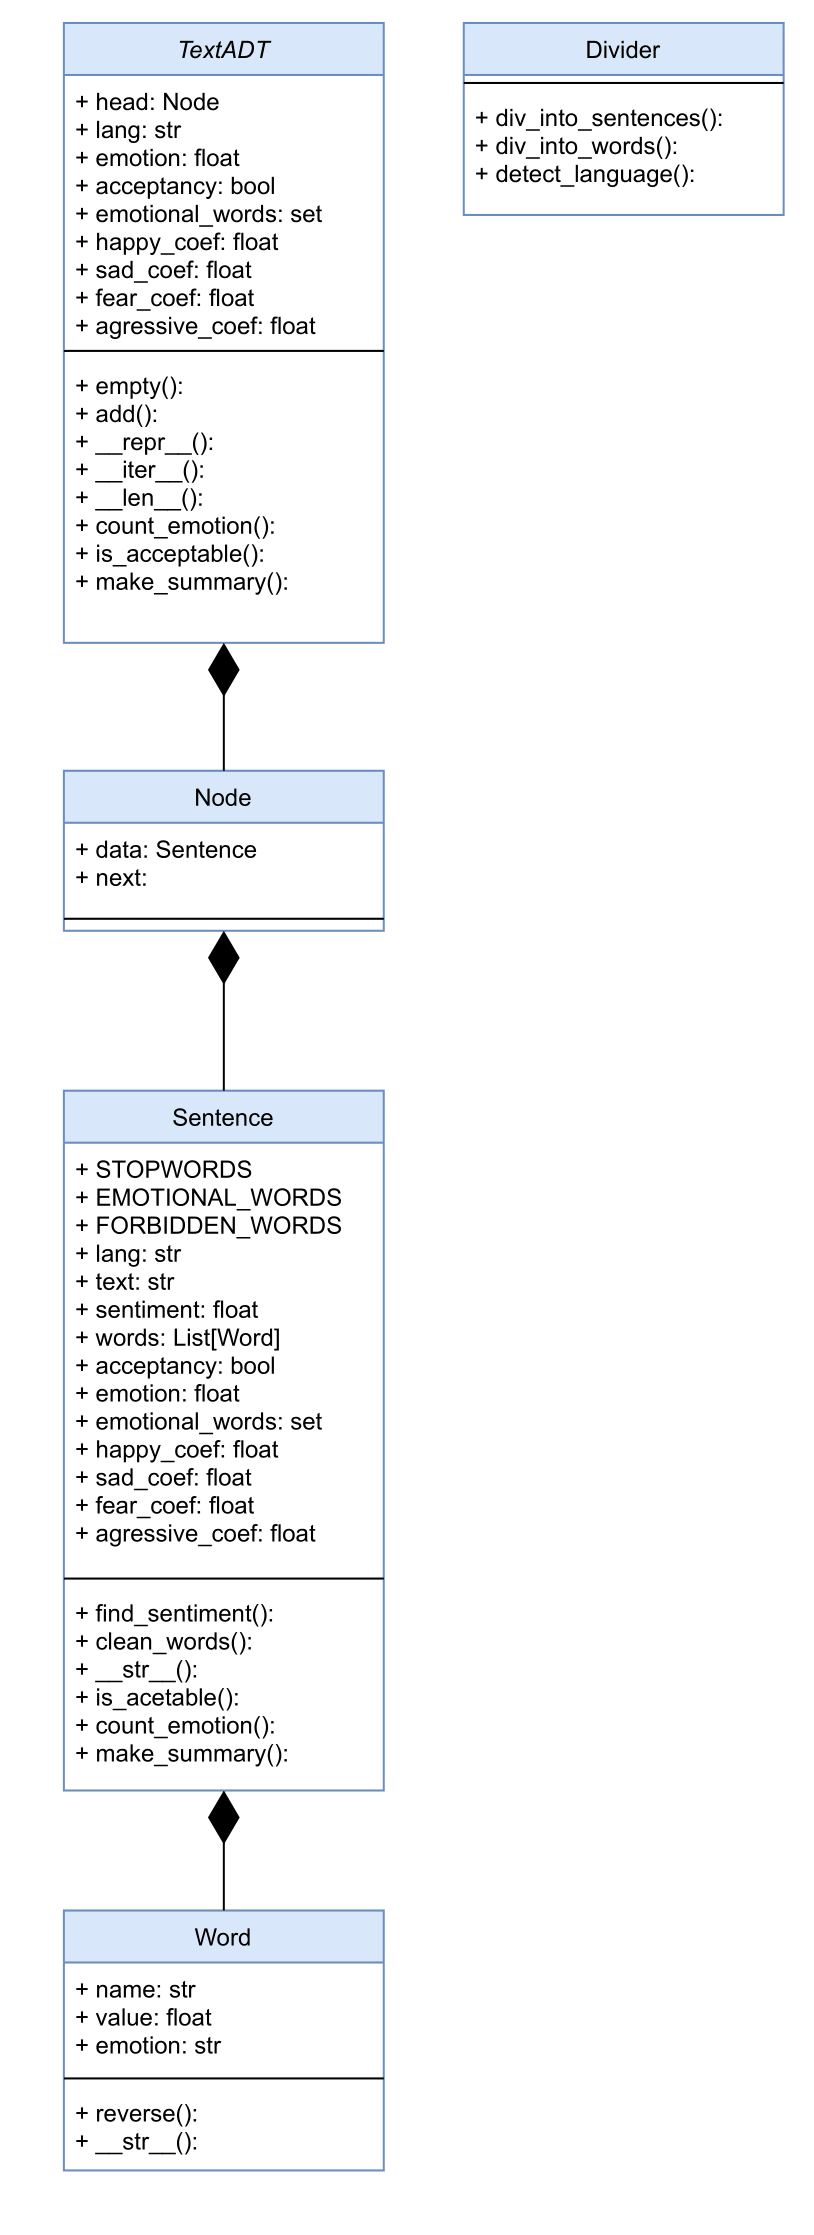 TextADT
+ head: Node
+ lang: str
+ emotion: float
+ acceptancy: bool
+ emotional_words: set
+ happy_coef: float
+ sad_coef: float
+ fear_coef: float
+ agressive_coef: float
+ empty():
+ add():
+ __repr__():
+ __iter__():
+ __len__():
+ count_emotion():
+ is_acceptable():
+ make_summary():
Divider
+ div_into_sentences():
+ div_into_words():
+ detect_language():
Node
+ data: Sentence
+ next:
Sentence
+ STOPWORDS
+ EMOTIONAL_WORDS
+ FORBIDDEN_WORDS
+ lang: str
+ text: str
+ sentiment: float
+ words: List[Word]
+ acceptancy: bool
+ emotion: float
+ emotional_words: set
+ happy_coef: float
+ sad_coef: float
+ fear_coef: float
+ agressive_coef: float
+ find_sentiment():
+ clean_words():
+ __str__():
+ is_acetable():
+ count_emotion():
+ make_summary():
Word
+ name: str
+ value: float
+ emotion: str
+ reverse():
+ __str__():